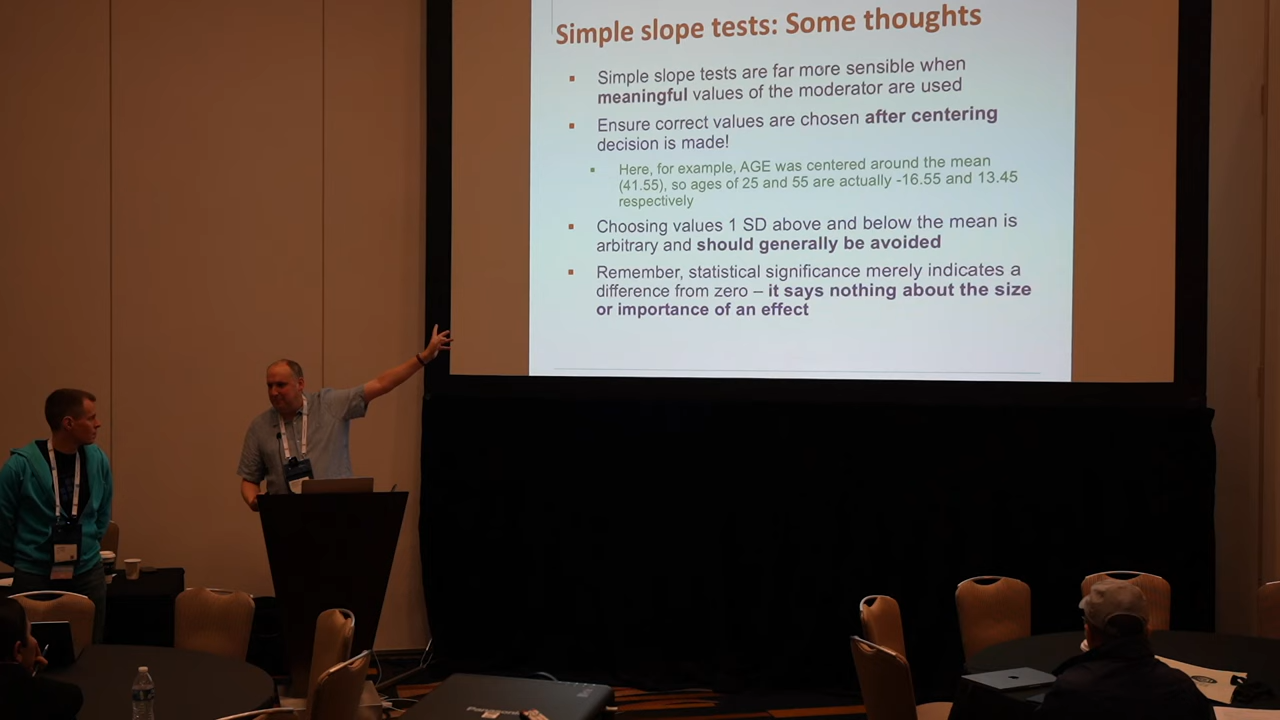 Simple slope tests: Some thoughts
Simple slope tests are far more sensible when
meaningful values of the moderator are used
Ensure correct values are chosen after centering
decision is made!
Here, for example, AGE was centered around the mean
(41.55), so ages of 25 and 55 are actually -16.55 and 13.45
respectively
Choosing values 1 SD above and below the mean is
arbitrary and should generally be avoided
Remember, statistical significance merely indicates a
difference from zero – it says nothing about the size
or importance of an effect
Panasonic